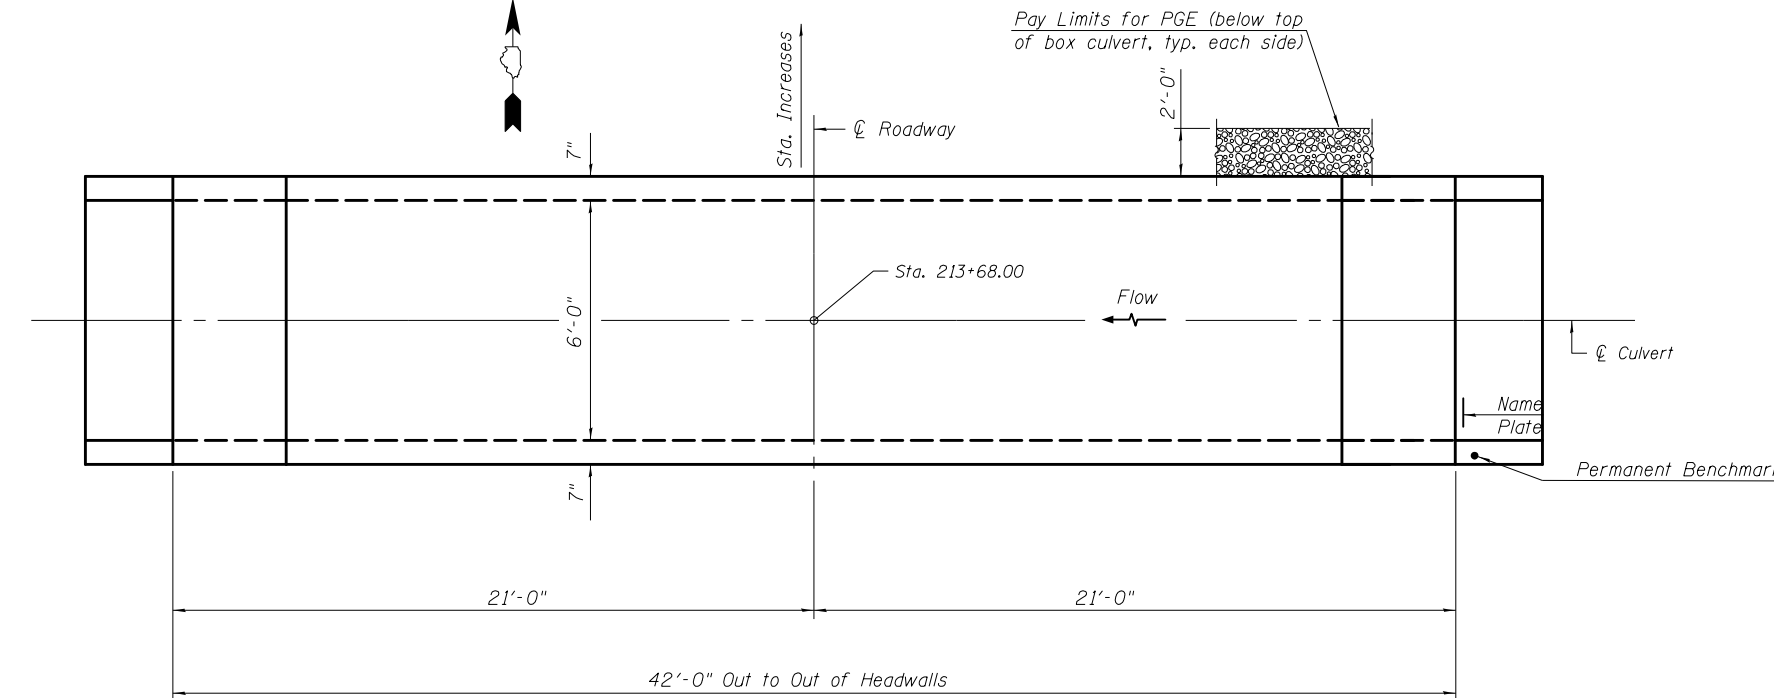 Pay Limits for PGE (below top
of box culvert, typ. each side)
Sta. Increases
2'-0"
℄ Roadway
7"
Sta. 213+68.00
Flow
6'-0"
℄ Culvert
Name
Plate
Permanent Benchmark
7"
21'-0"
21'-0"
42'-0" Out to Out of Headwalls